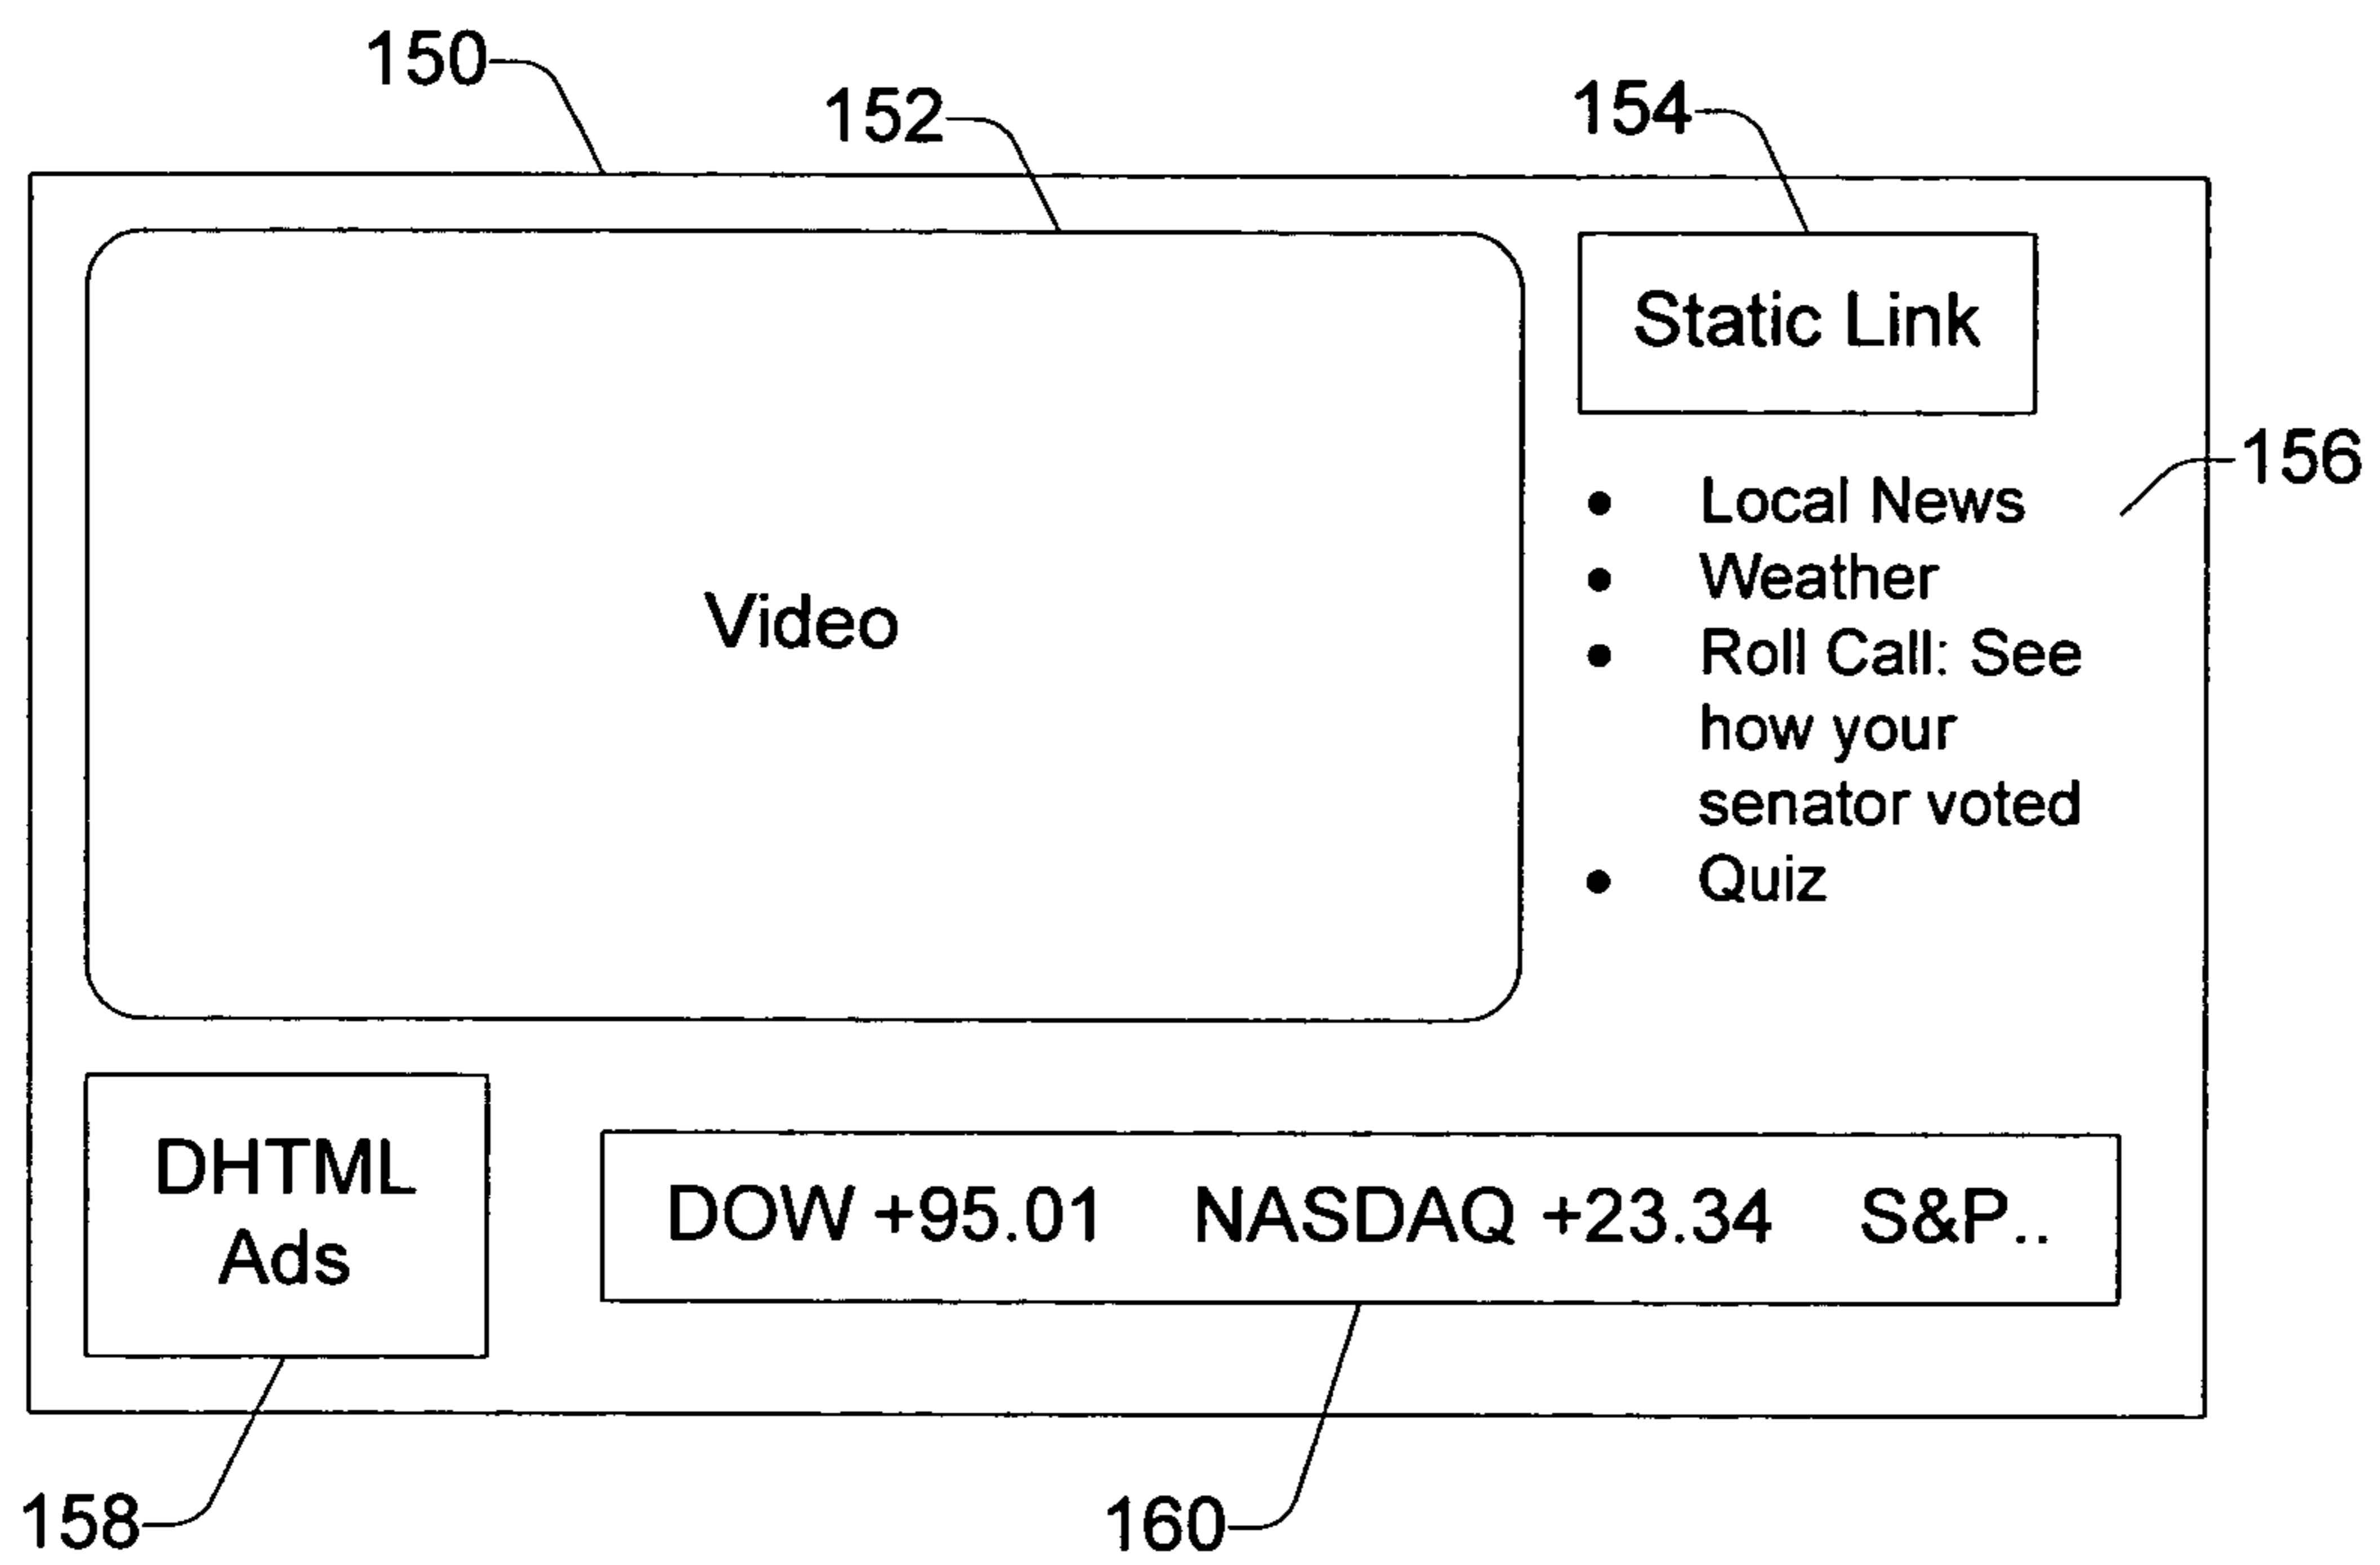 150
152
154
Static Link
156
• Local News
• Weather
• Roll Call: See
how your
senator voted
• Quiz
Video
DHTML
Ads
DOW +95.01 NASDAQ +23.34 S&P..
158
160